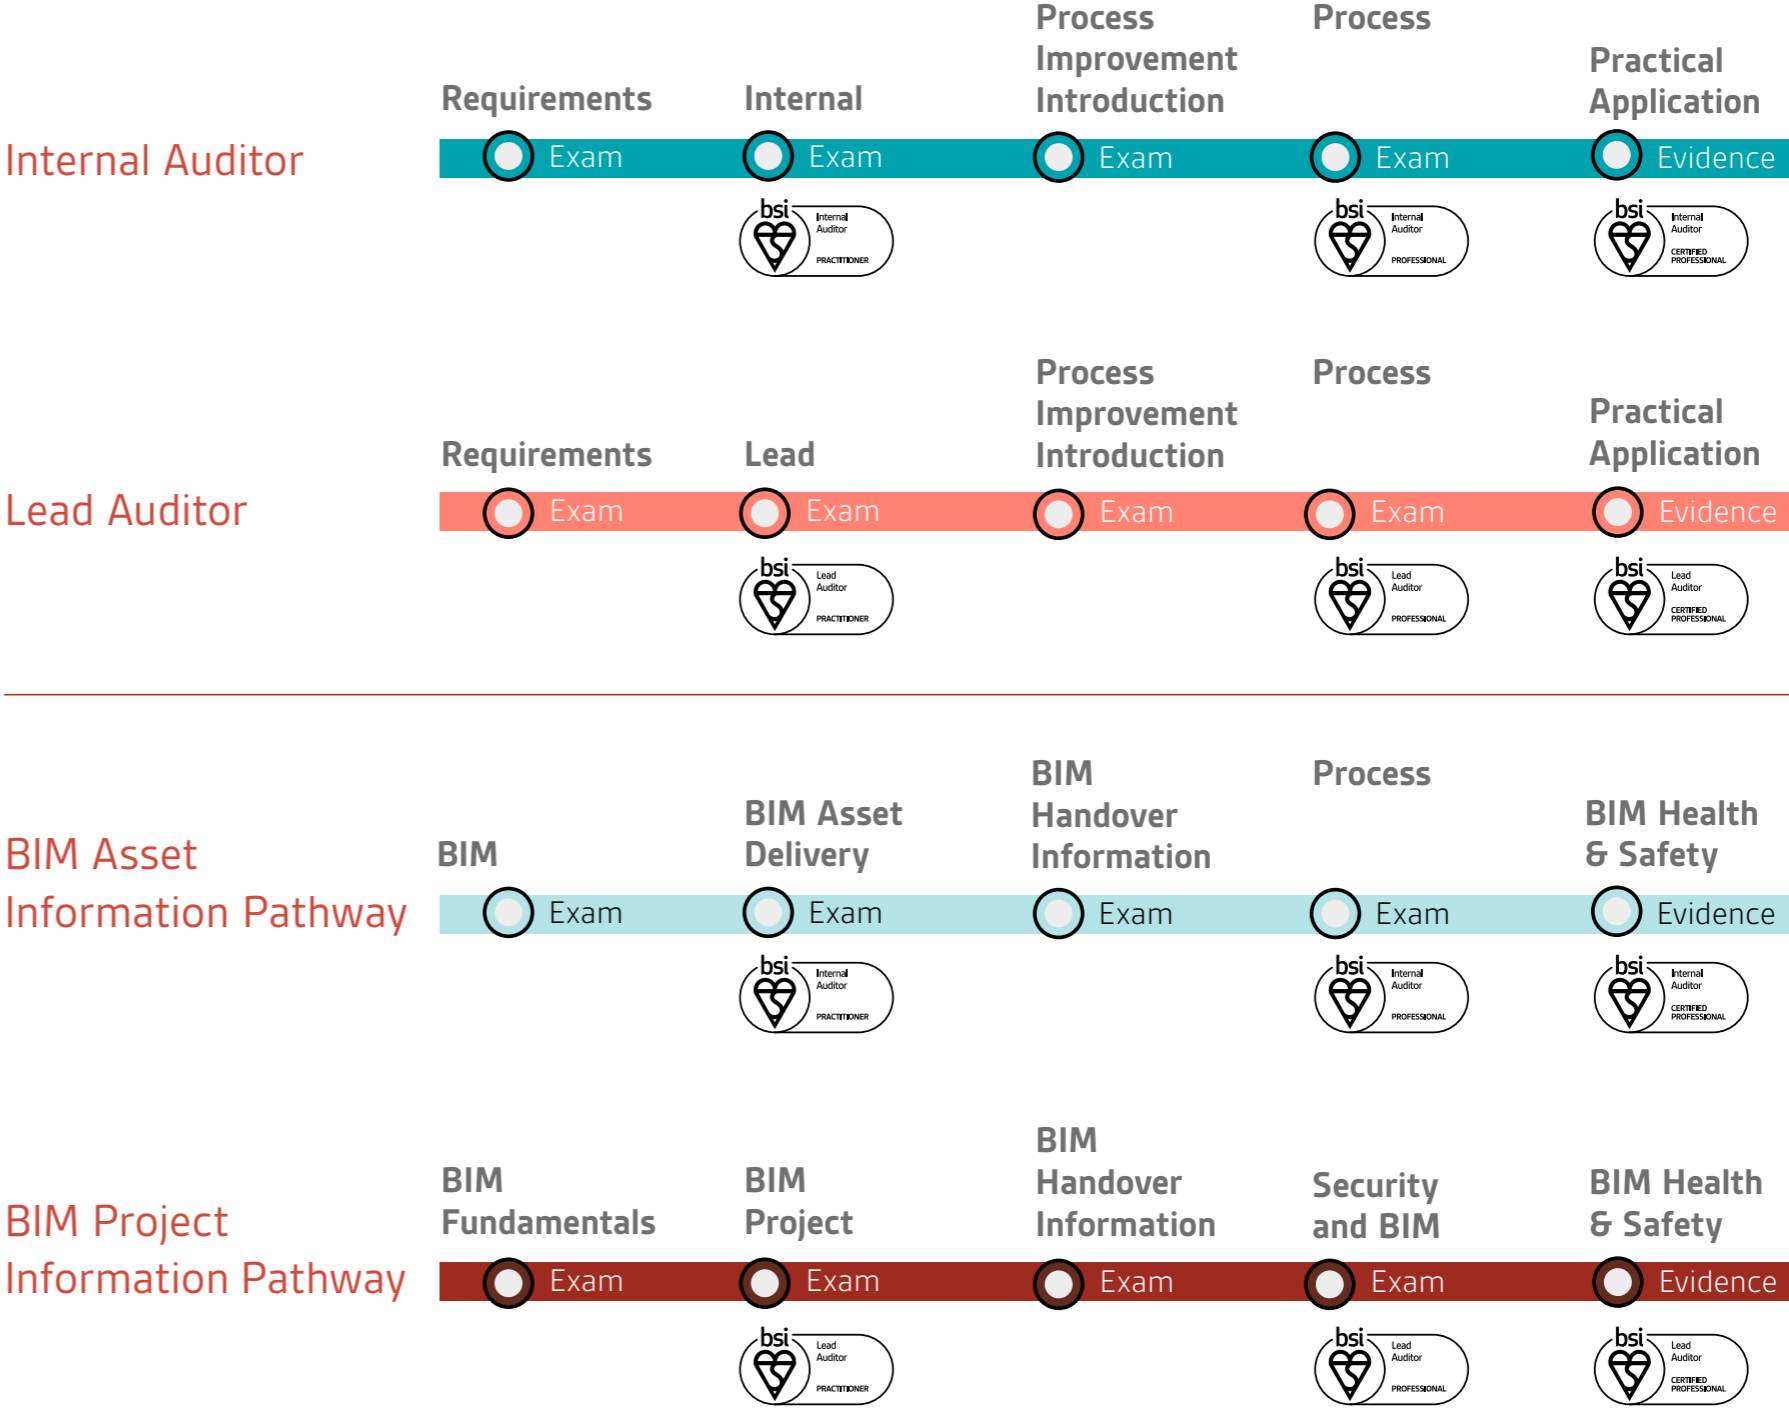 Process
Improvement
Introduction
Process
Practical
Application
Requirements
Internal
Internal Auditor
Exam
Exam
Exam
Exam
Evidence
bsi
Internal
Auditor
PRACTITIONER
bsi
Internal
Auditor
PROFESSIONAL
bsi
Internal
Auditor
CERTIFIED
PROFESSIONAL
Process
Improvement
Introduction
Process
Practical
Application
Requirements
Lead
Lead Auditor
Exam
Exam
Exam
Exam
Evidence
bsi
Lead
Auditor
PRACTITIONER
bsi
Lead
Auditor
PROFESSIONAL
bsi
Lead
Auditor
CERTIFIED
PROFESSIONAL
BIM Asset
Information Pathway
BIM
BIM Asset
Delivery
BIM
Handover
Information
Process
BIM Health
& Safety
Exam
Exam
Exam
Exam
Evidence
bsi
Internal
Auditor
PRACTITIONER
bsi
Internal
Auditor
PROFESSIONAL
bsi
Internal
Auditor
CERTIFIED
PROFESSIONAL
BIM Project
Information Pathway
BIM
Fundamentals
BIM
Project
BIM
Handover
Information
Security
and BIM
BIM Health
& Safety
Exam
Exam
Exam
Exam
Evidence
bsi
Lead
Auditor
PRACTITIONER
bsi
Lead
Auditor
PROFESSIONAL
bsi
Lead
Auditor
CERTIFIED
PROFESSIONAL